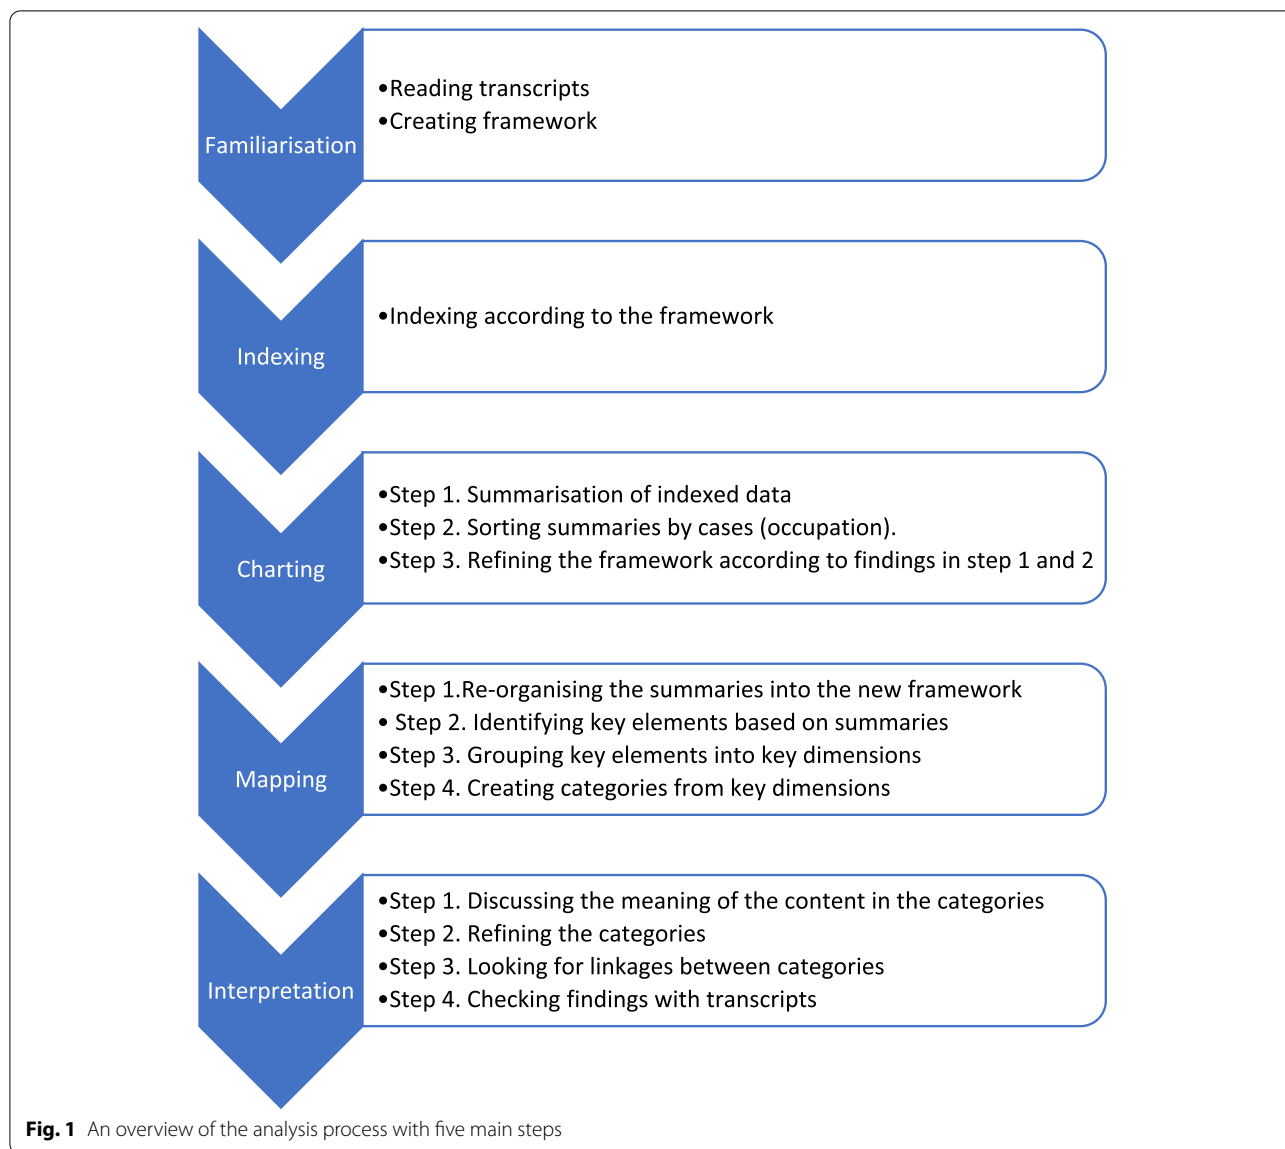 Familiarisation
•Reading transcripts
•Creating framework
Indexing
•Indexing according to the framework
Charting
•Step 1. Summarisation of indexed data
•Step 2. Sorting summaries by cases (occupation).
•Step 3. Refining the framework according to findings in step 1 and 2
Mapping
•Step 1.Re-organising the summaries into the new framework
• Step 2. Identifying key elements based on summaries
•Step 3. Grouping key elements into key dimensions
•Step 4. Creating categories from key dimensions
Interpretation
•Step 1. Discussing the meaning of the content in the categories
•Step 2. Refining the categories
•Step 3. Looking for linkages between categories
•Step 4. Checking findings with transcripts
Fig. 1 An overview of the analysis process with five main steps